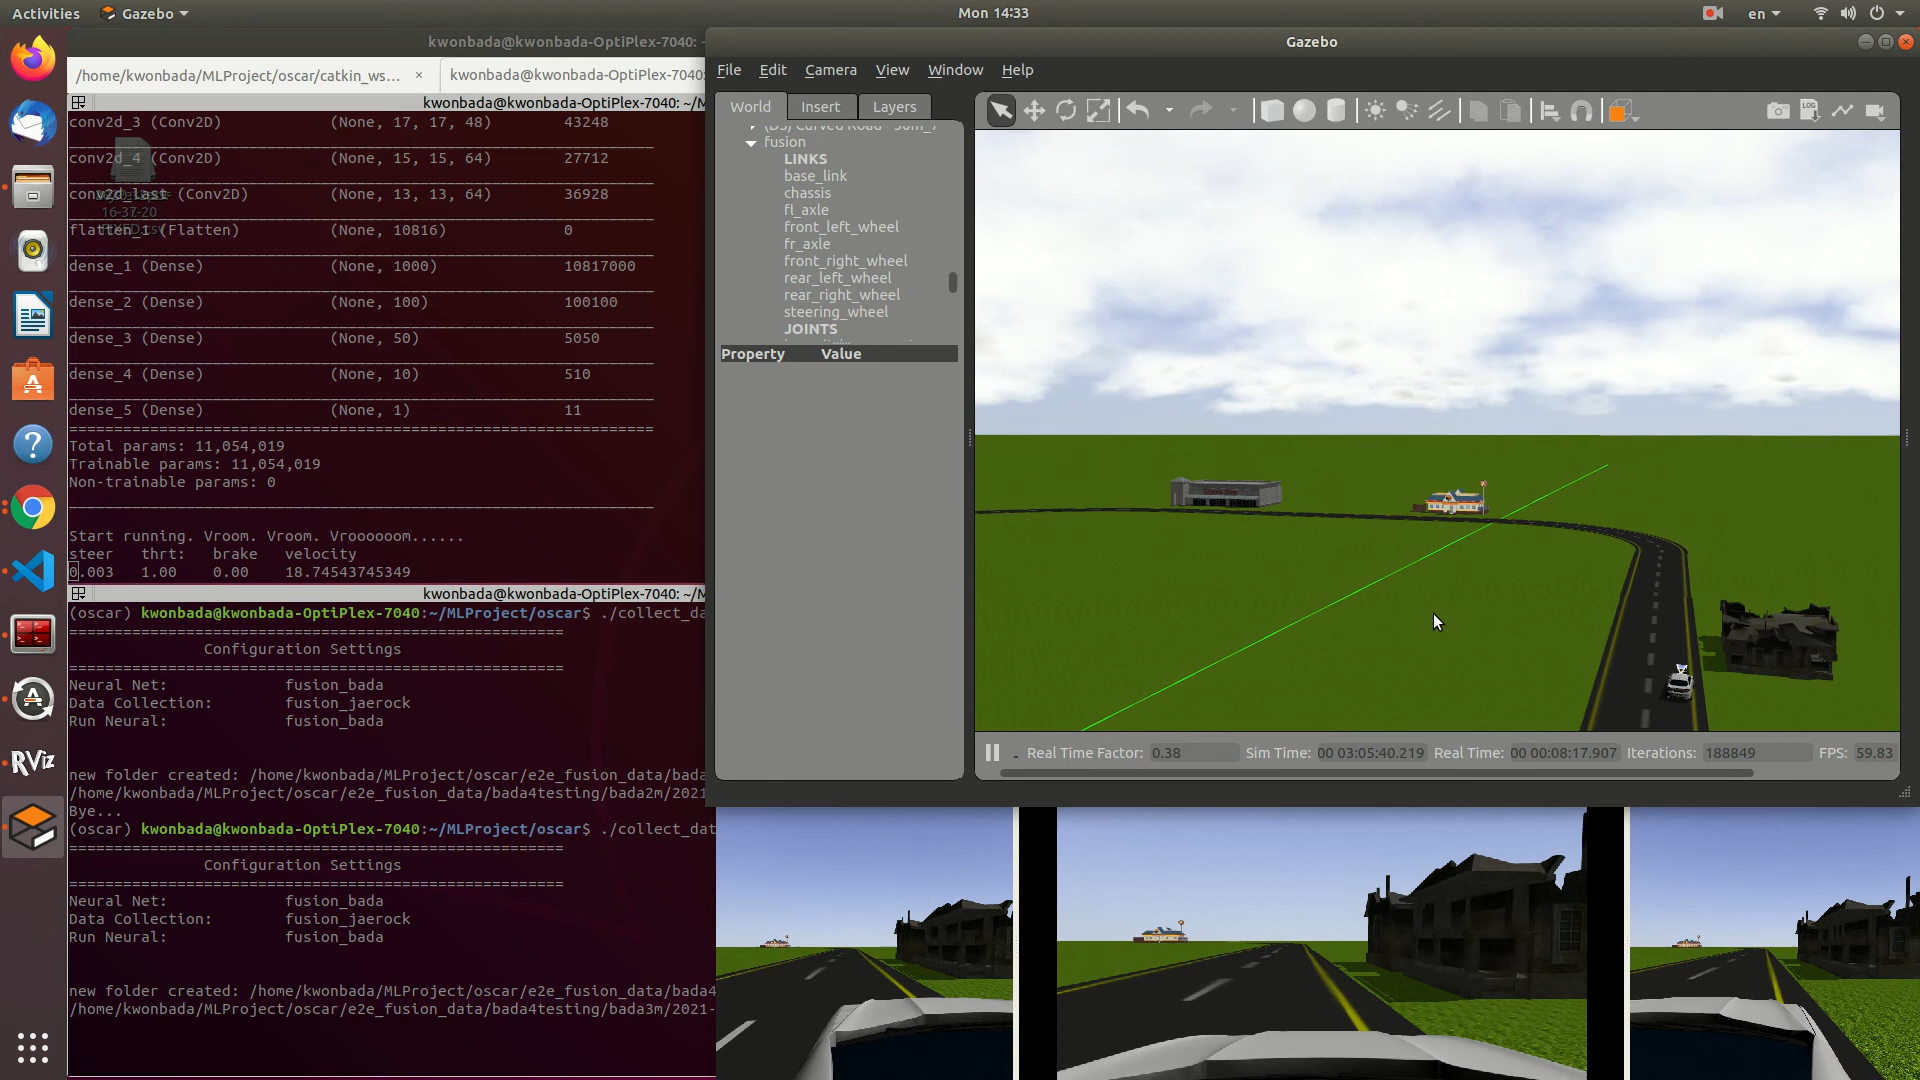 Activities
Gazebo
Mon 14:33
en
kwonbada@kwonbada-OptiPlex-7040: ~
/home/kwonbada/MLProject/oscar/catkin_ws... ×
kwonbada@kwonbada-OptiPlex-7040:
kwonbada@kwonbada-OptiPlex-7040: ~/M
conv2d_3 (Conv2D) (None, 17, 17, 48) 43248
conv2d_4 (Conv2D) (None, 15, 15, 64) 27712
conv2d_last (Conv2D) (None, 13, 13, 64) 36928
16-37-20
flatten_1 (Flatten) (None, 10816) 0
dense_1 (Dense) (None, 1000) 10817000
dense_2 (Dense) (None, 100) 100100
dense_3 (Dense) (None, 50) 5050
dense_4 (Dense) (None, 10) 510
dense_5 (Dense) (None, 1) 11
Total params: 11,054,019
Trainable params: 11,054,019
Non-trainable params: 0
Start running. Vroom. Vroom. Vroooooom......
steer thrt: brake velocity
0.003 1.00 0.00 18.74543745349
kwonbada@kwonbada-OptiPlex-7040: ~/M
(oscar) kwonbada@kwonbada-OptiPlex-7040:~/MLProject/oscar$ ./collect_da
Configuration Settings
Neural Net: fusion_bada
Data Collection: fusion_jaerock
Run Neural: fusion_bada
new folder created: /home/kwonbada/MLProject/oscar/e2e_fusion_data/bada
/home/kwonbada/MLProject/oscar/e2e_fusion_data/bada4testing/bada2m/2021
Bye...
(oscar) kwonbada@kwonbada-OptiPlex-7040:~/MLProject/oscar$ ./collect_dat
Configuration Settings
Neural Net: fusion_bada
Data Collection: fusion_jaerock
Run Neural: fusion_bada
new folder created: /home/kwonbada/MLProject/oscar/e2e_fusion_data/bada4
/home/kwonbada/MLProject/oscar/e2e_fusion_data/bada4testing/bada3m/2021-
RViz
Gazebo
File Edit Camera View Window Help
World Insert Layers
fusion
LINKS
base_link
chassis
fl_axle
front_left_wheel
fr_axle
front_right_wheel
rear_left_wheel
rear_right_wheel
steering_wheel
JOINTS
Property Value
LOG
Real Time Factor: 0.38 Sim Time: 00 03:05:40.219 Real Time: 00 00:08:17.907 Iterations: 188849 FPS: 59.83